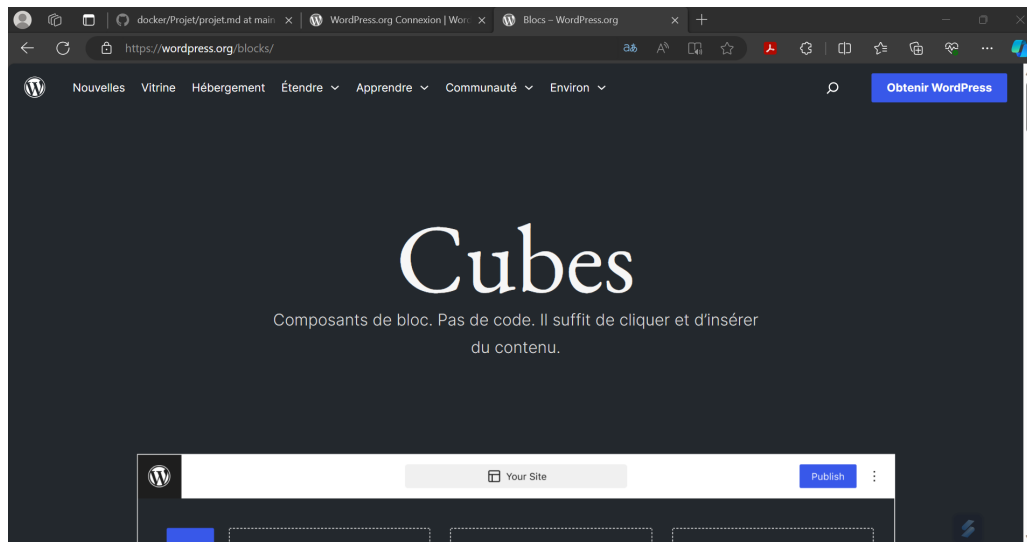 docker/Projet/projet.md at main
WordPress.org Connexion | Word
Blocs – WordPress.org
https://wordpress.org/blocks/
Nouvelles Vitrine Hébergement Étendre Apprendre Communauté Environ Obtenir WordPress
Cubes
Composants de bloc. Pas de code. Il suffit de cliquer et d’insérer
du contenu.
Your Site Publish